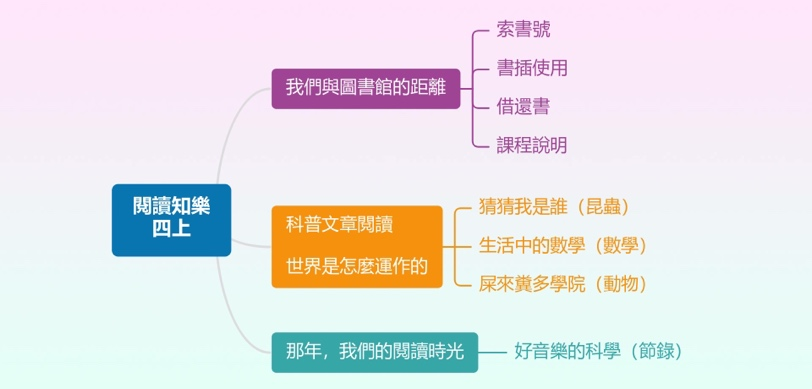 閱讀知樂
四上
我們與圖書館的距離
索書號
書插使用
借還書
課程說明
科普文章閱讀
世界是怎麼運作的
猜猜我是誰（昆蟲）
生活中的數學（數學）
屎來糞多學院（動物）
那年，我們的閱讀時光
好音樂的科學（節錄）